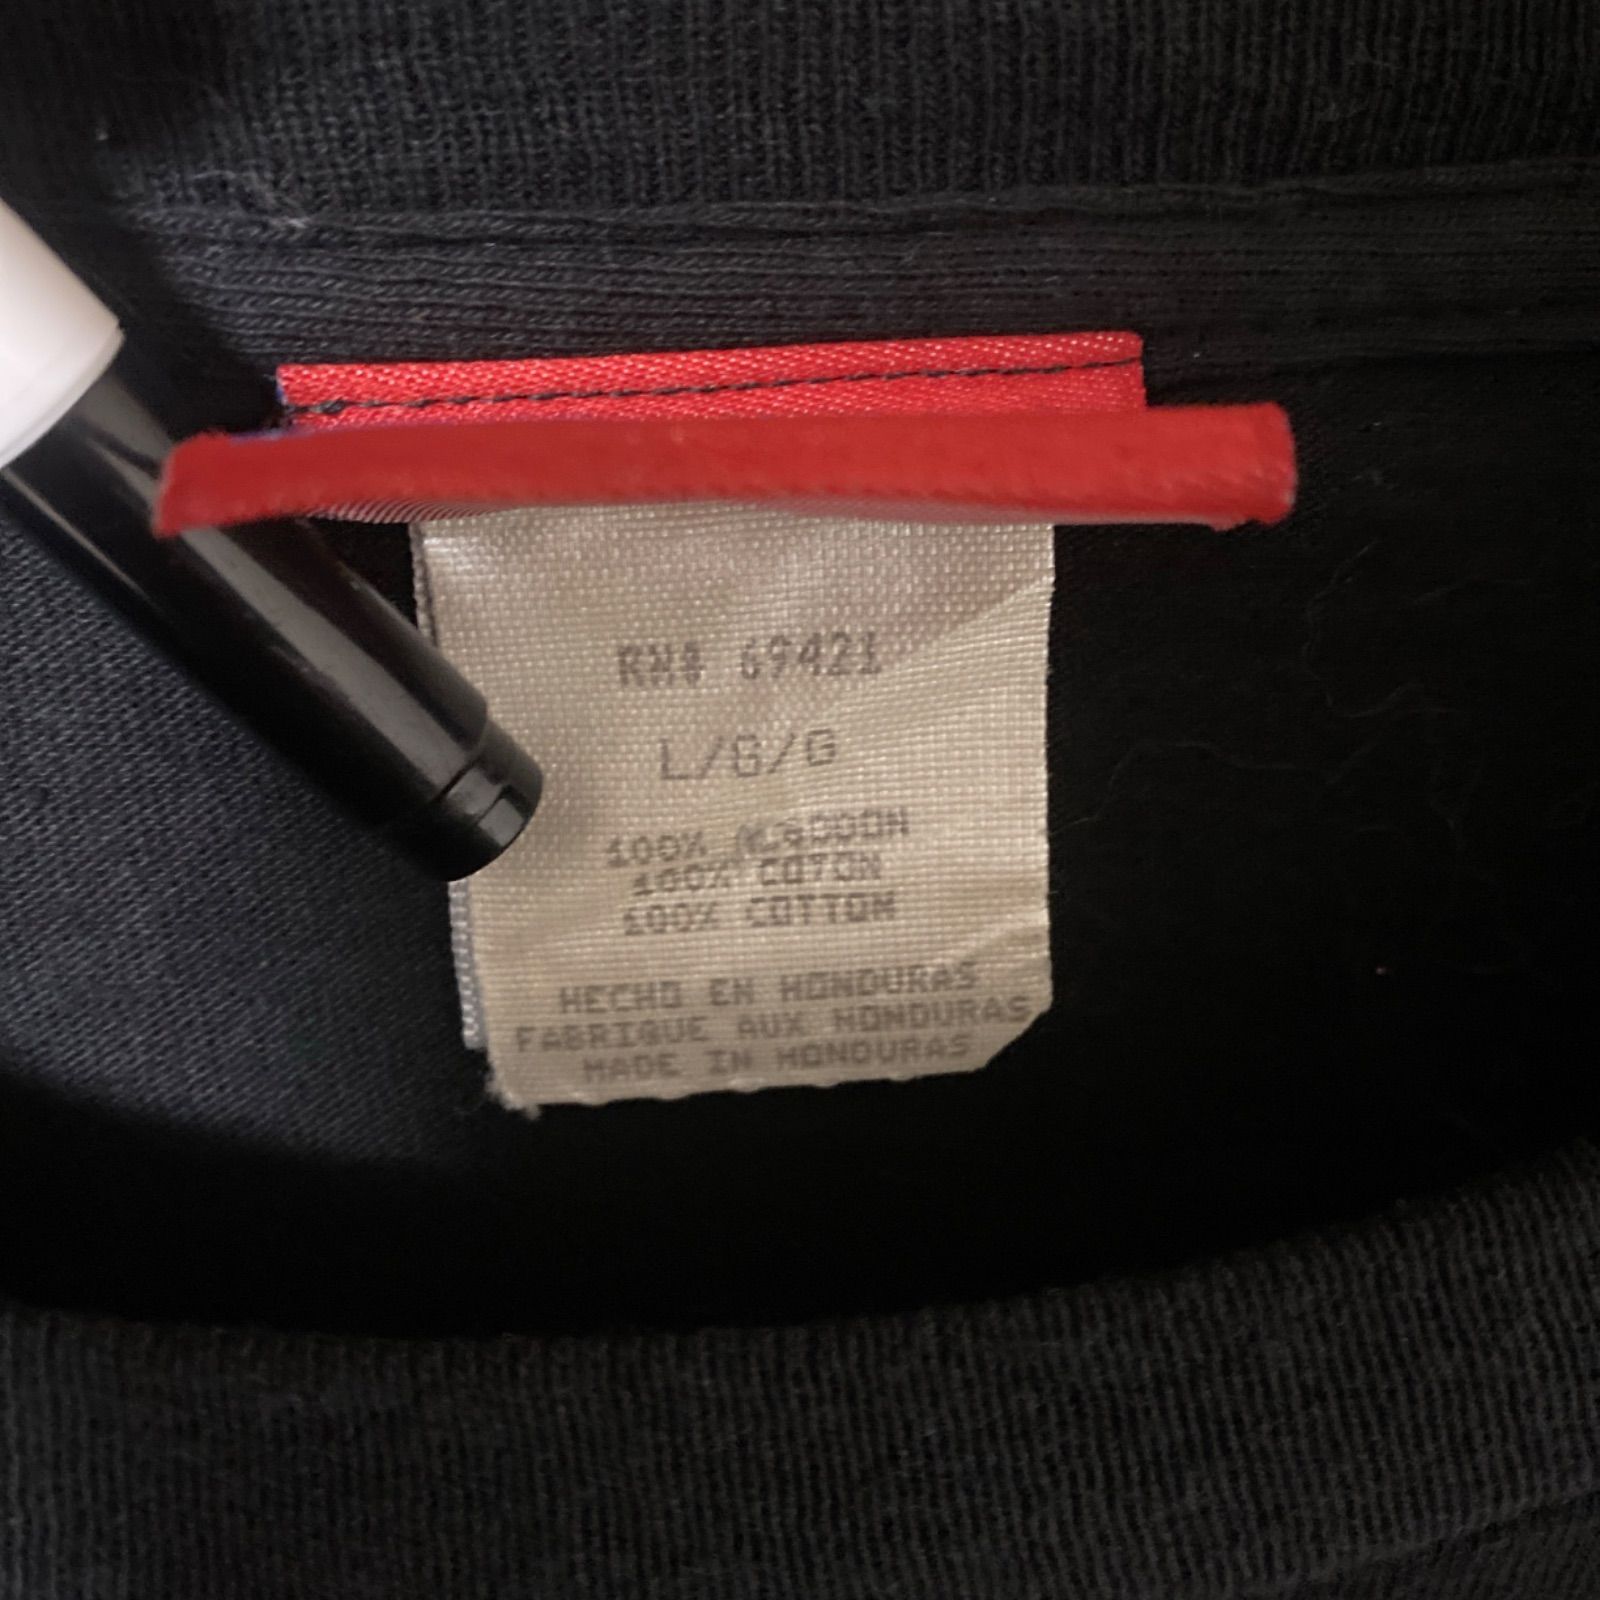 RN# 69421
L/G/G
100% ALGODON
100% COTON
100% COTTON
HECHO EN HONDURAS
FABRIQUE AUX HONDURAS
MADE IN HONDURAS